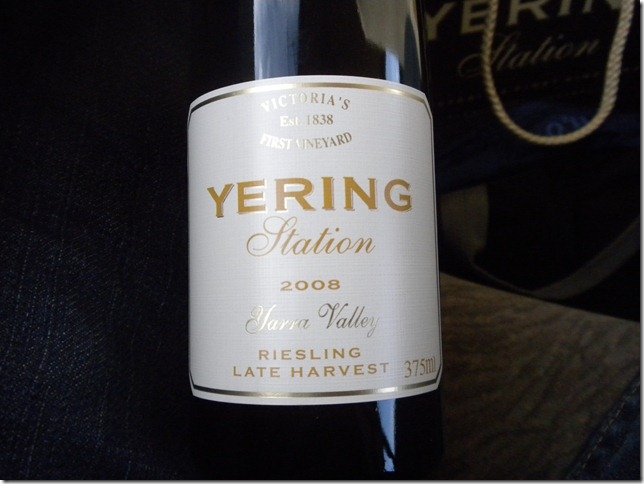 VICTORIA'S
Est. 1838
FIRST VINEYARD
YERING
Station
2008
Yarra Valley
RIESLING
LATE HARVEST 375ml
YERING
Station